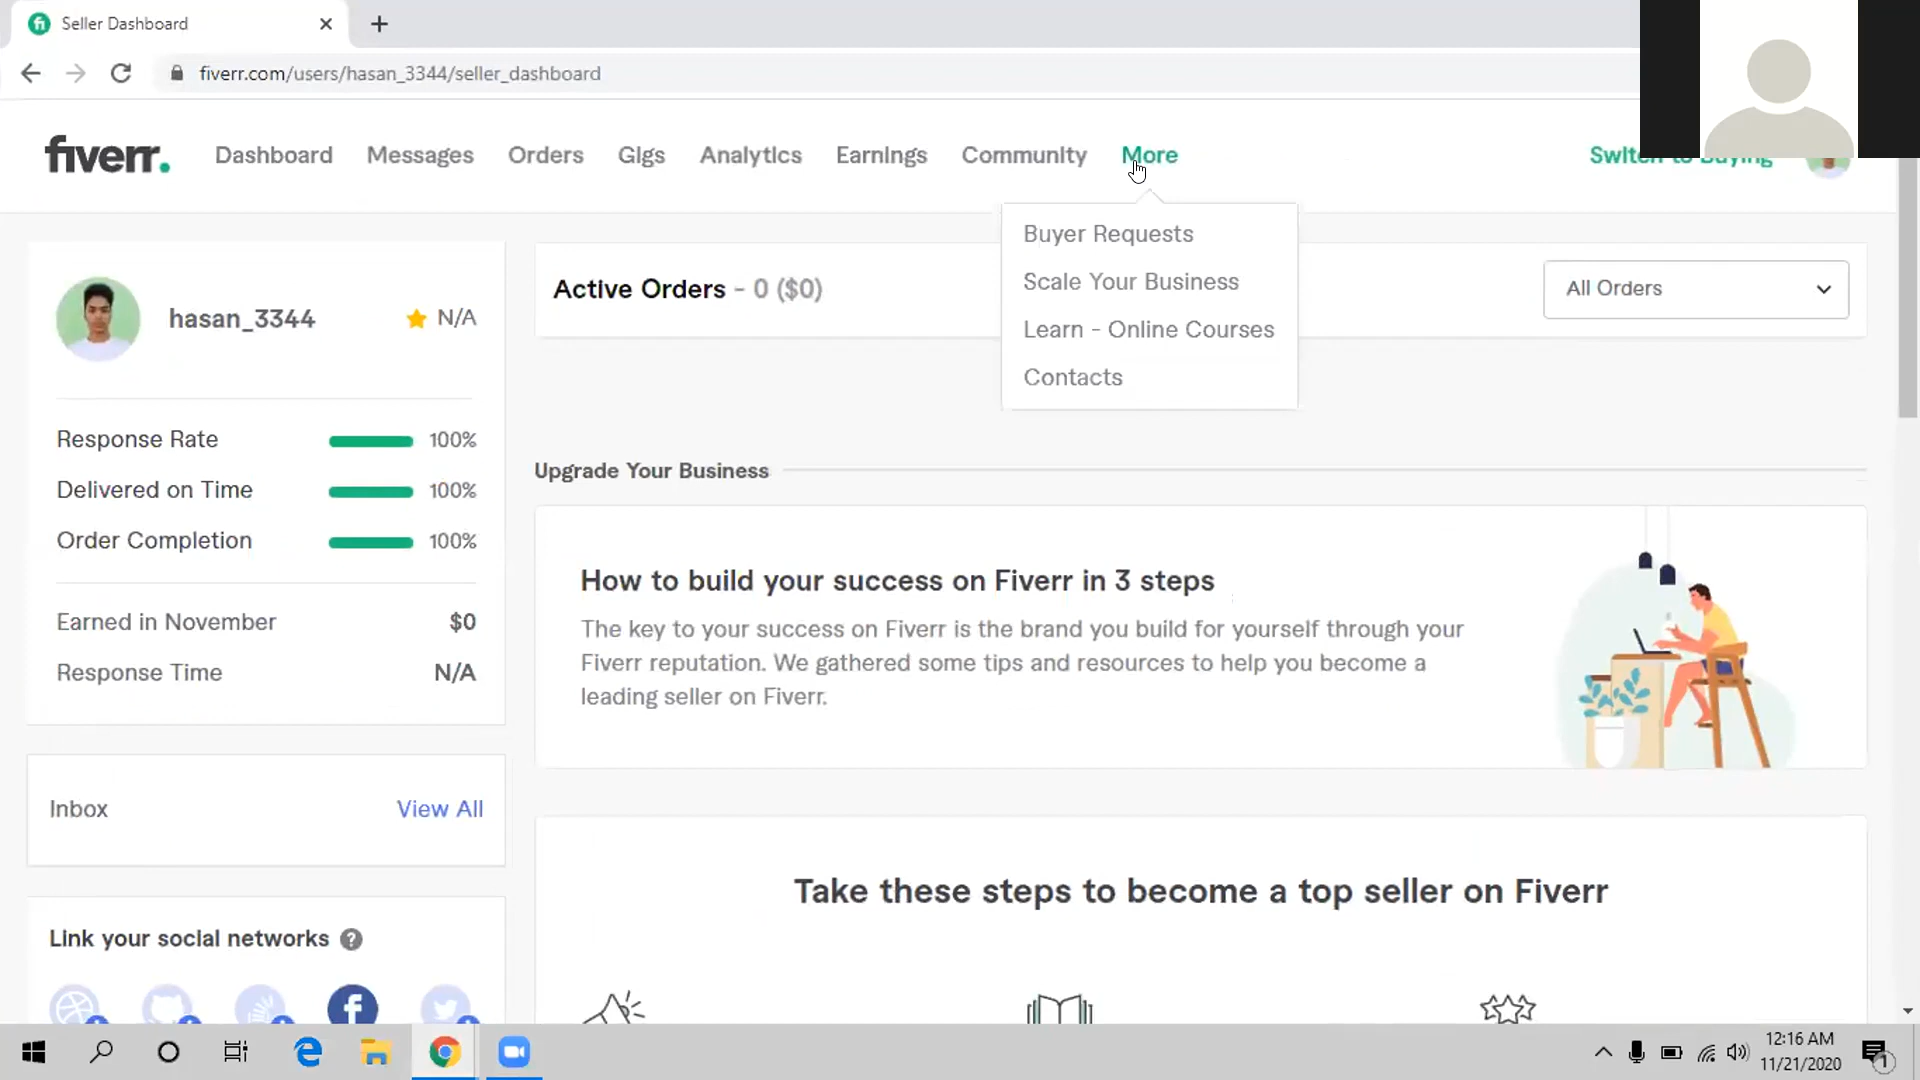 Seller Dashboard
fiverr.com/users/hasan_3344/seller_dashboard
fiverr.
Dashboard
Messages
Orders
Gigs
Analytics
Earnings
Community
More
Switch to Buying
Buyer Requests
Scale Your Business
Learn - Online Courses
Contacts
hasan_3344
N/A
Response Rate 100%
Delivered on Time 100%
Order Completion 100%
Earned in November $0
Response Time N/A
Inbox
View All
Link your social networks ?
Active Orders - 0 ($0)
All Orders
Upgrade Your Business
How to build your success on Fiverr in 3 steps
The key to your success on Fiverr is the brand you build for yourself through your
Fiverr reputation. We gathered some tips and resources to help you become a
leading seller on Fiverr.
Take these steps to become a top seller on Fiverr
12:16 AM
11/21/2020
1